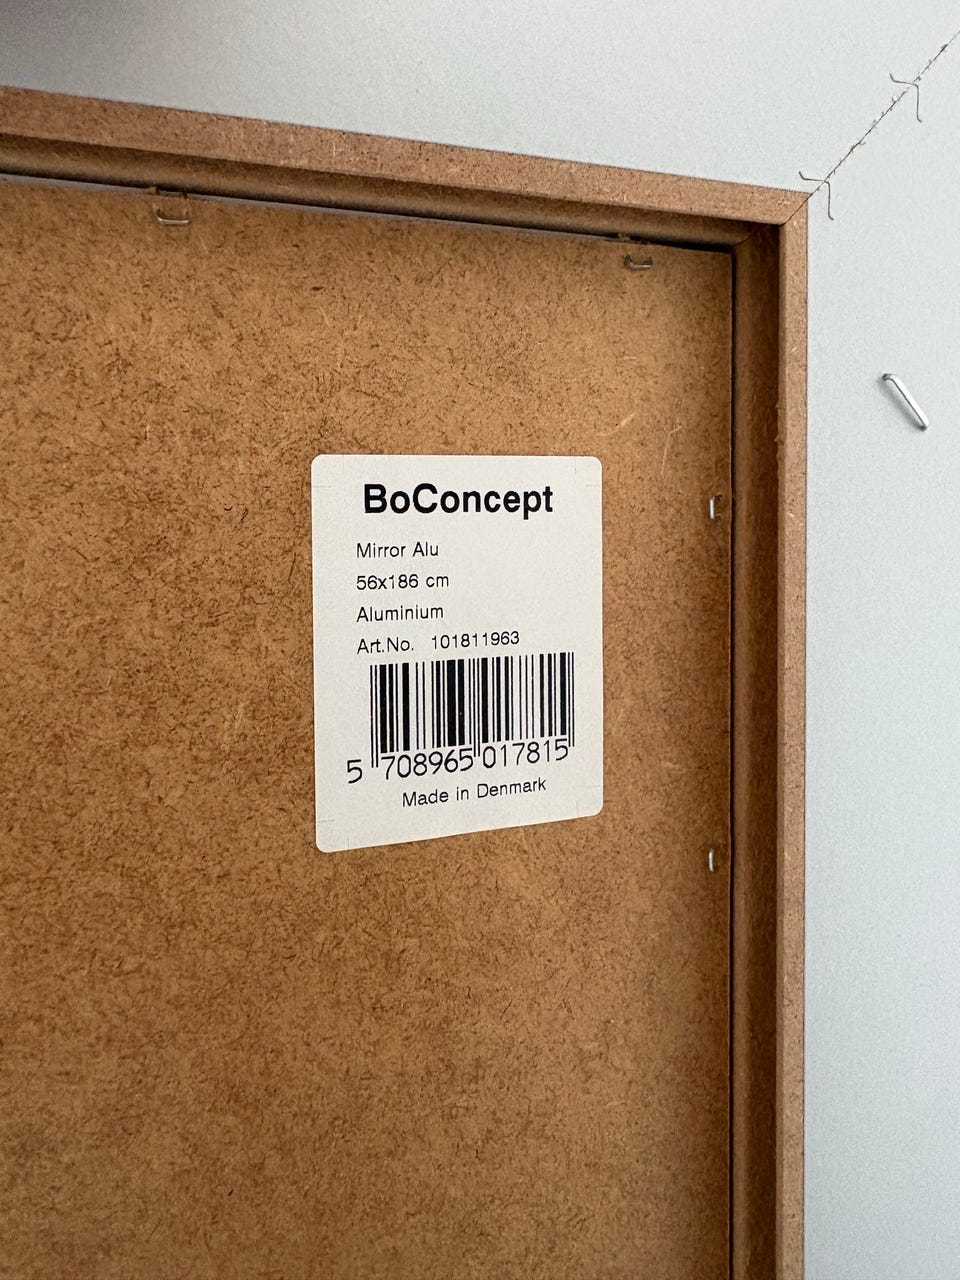 BoConcept
Mirror Alu
56x186 cm
Aluminium
Art.No. 101811963
5 708965 017815
Made in Denmark